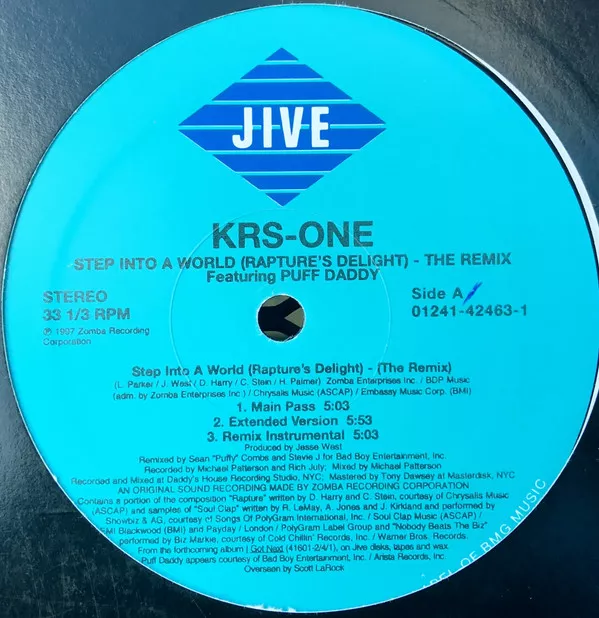 JIVE
KRS-ONE
STEP INTO A WORLD (RAPTURE'S DELIGHT) - THE REMIX
Featuring PUFF DADDY
STEREO
33 1/3 RPM
℗ 1997 Zomba Recording
Corporation
Side A
01241-42463-1
Step Into A World (Rapture's Delight) - (The Remix)
(L. Parker / J. West / D. Harry / C. Stein / H. Palmer) Zomba Enterprises Inc. / BDP Music
(adm. by Zomba Enterprises Inc.) / Chrysalis Music (ASCAP) / Embassy Music Corp. (BMI)
1. Main Pass 5:03
2. Extended Version 5:53
3. Remix Instrumental 5:03
Produced by Jesse West
Remixed by Sean "Puffy" Combs and Stevie J for Bad Boy Entertainment, Inc.
Recorded by Michael Patterson and Rich July. Mixed by Michael Patterson
Recorded and Mixed at Daddy's House Recording Studio, NYC. Mastered by Tony Dawsey at Masterdisk, NYC
AN ORIGINAL SOUND RECORDING MADE BY ZOMBA RECORDING CORPORATION
Contains a portion of the composition "Rapture" written by D. Harry and C. Stein, courtesy of Chrysalis Music
(ASCAP) and samples of "Soul Clap" written by R. LeMay, A. Jones and J. Kirkland and performed by
Showbiz & AG, courtesy of Songs Of PolyGram International, Inc. / Soul Clap Music (ASCAP) /
EMI Blackwood (BMI) and Payday / London / PolyGram Label Group and "Nobody Beats The Biz"
performed by Biz Markie, courtesy of Cold Chillin' Records, Inc. / Warner Bros. Records.
From the forthcoming album I Got Next (41601-2/4/1), on Jive disks, tapes and wax.
Puff Daddy appears courtesy of Bad Boy Entertainment, Inc. / Arista Records, Inc.
Overseen by Scott LaRock
OF BMG MUSIC